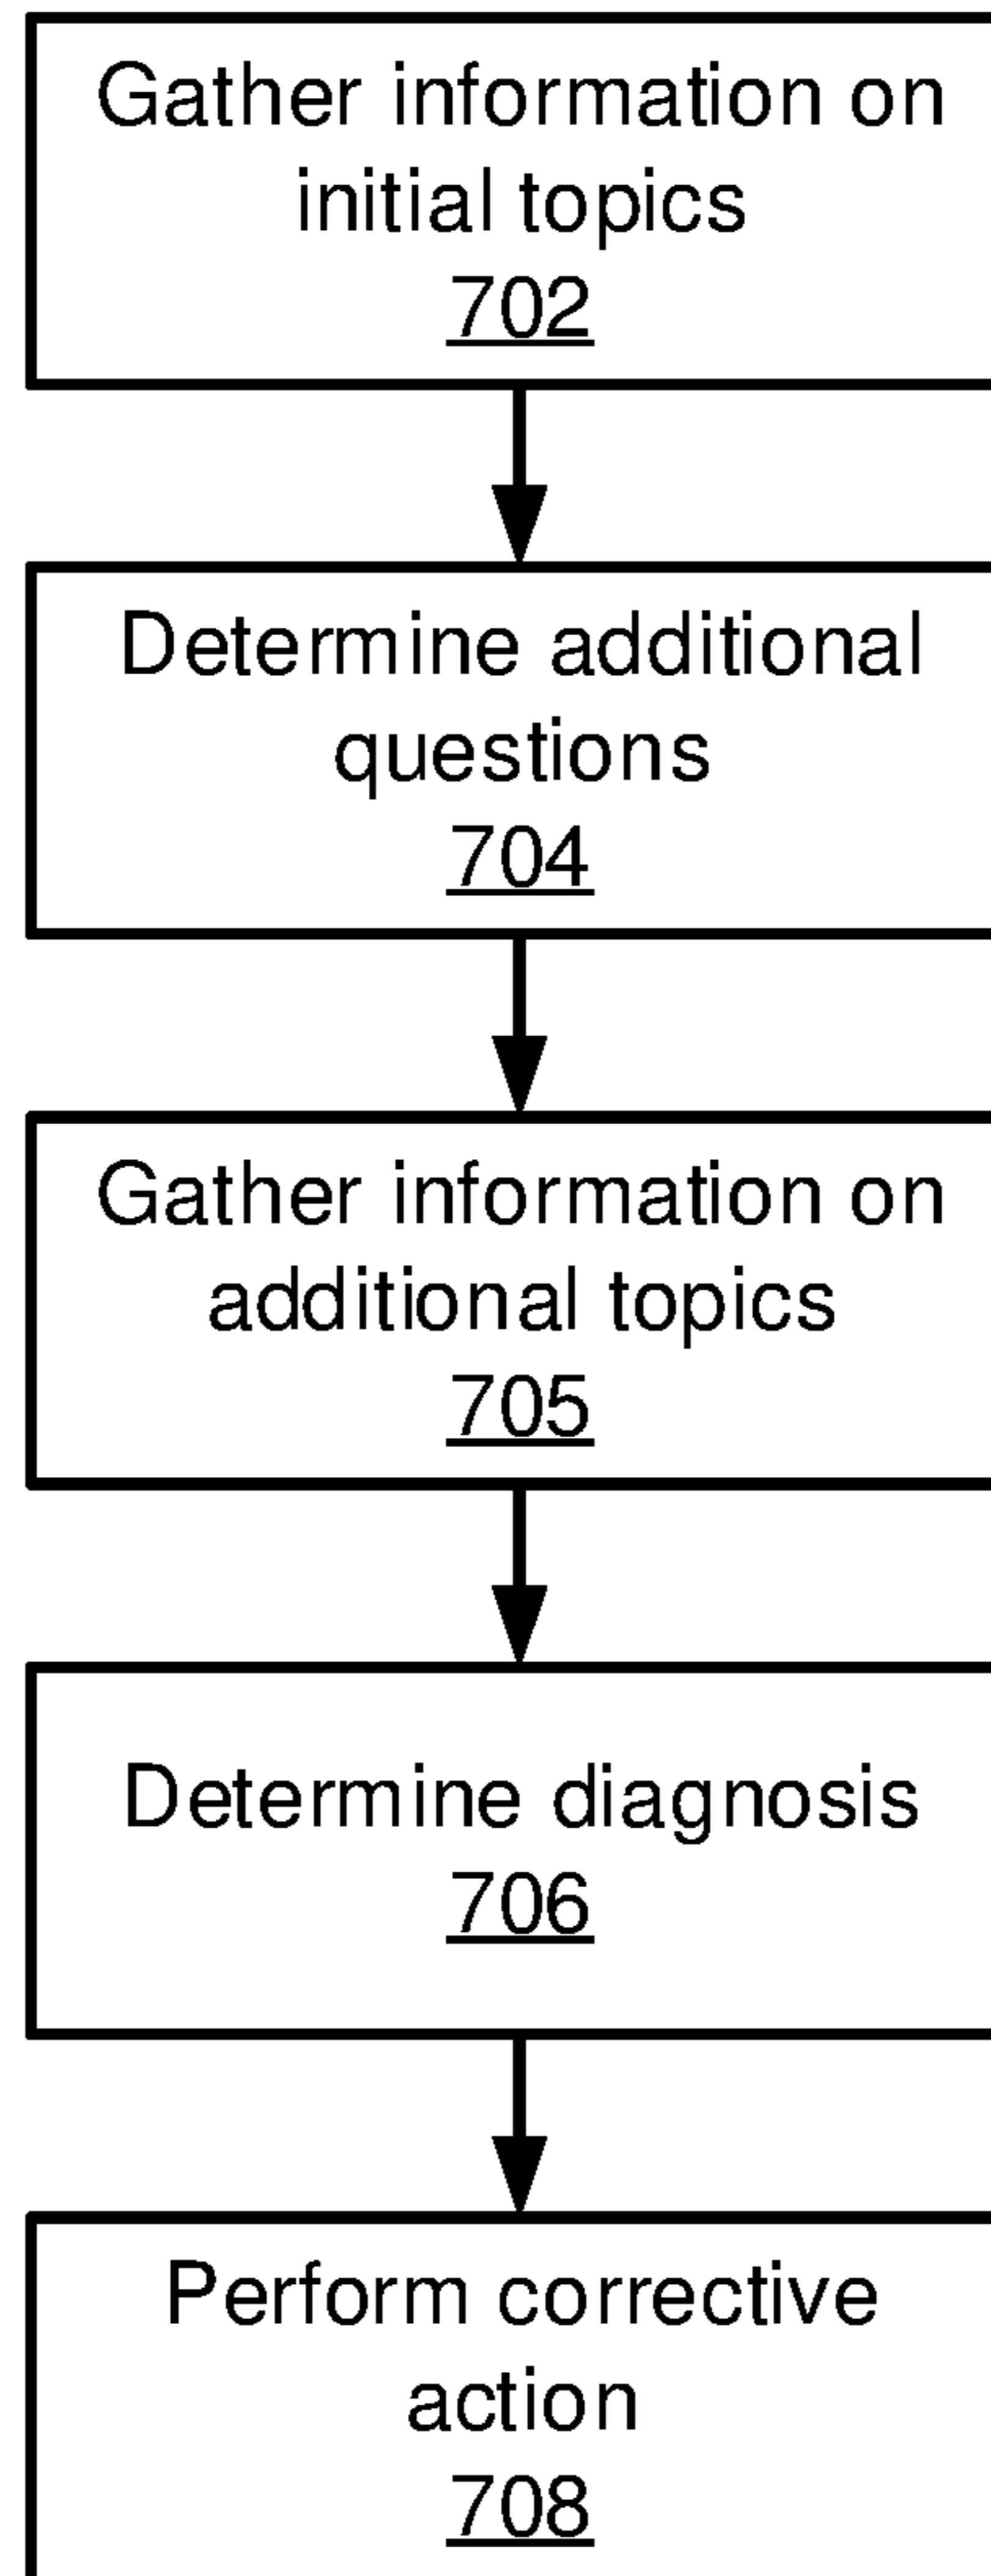 Gather information on
initial topics
702
Determine additional
questions
704
Gather information on
additional topics
705
Determine diagnosis
706
Perform corrective
action
708